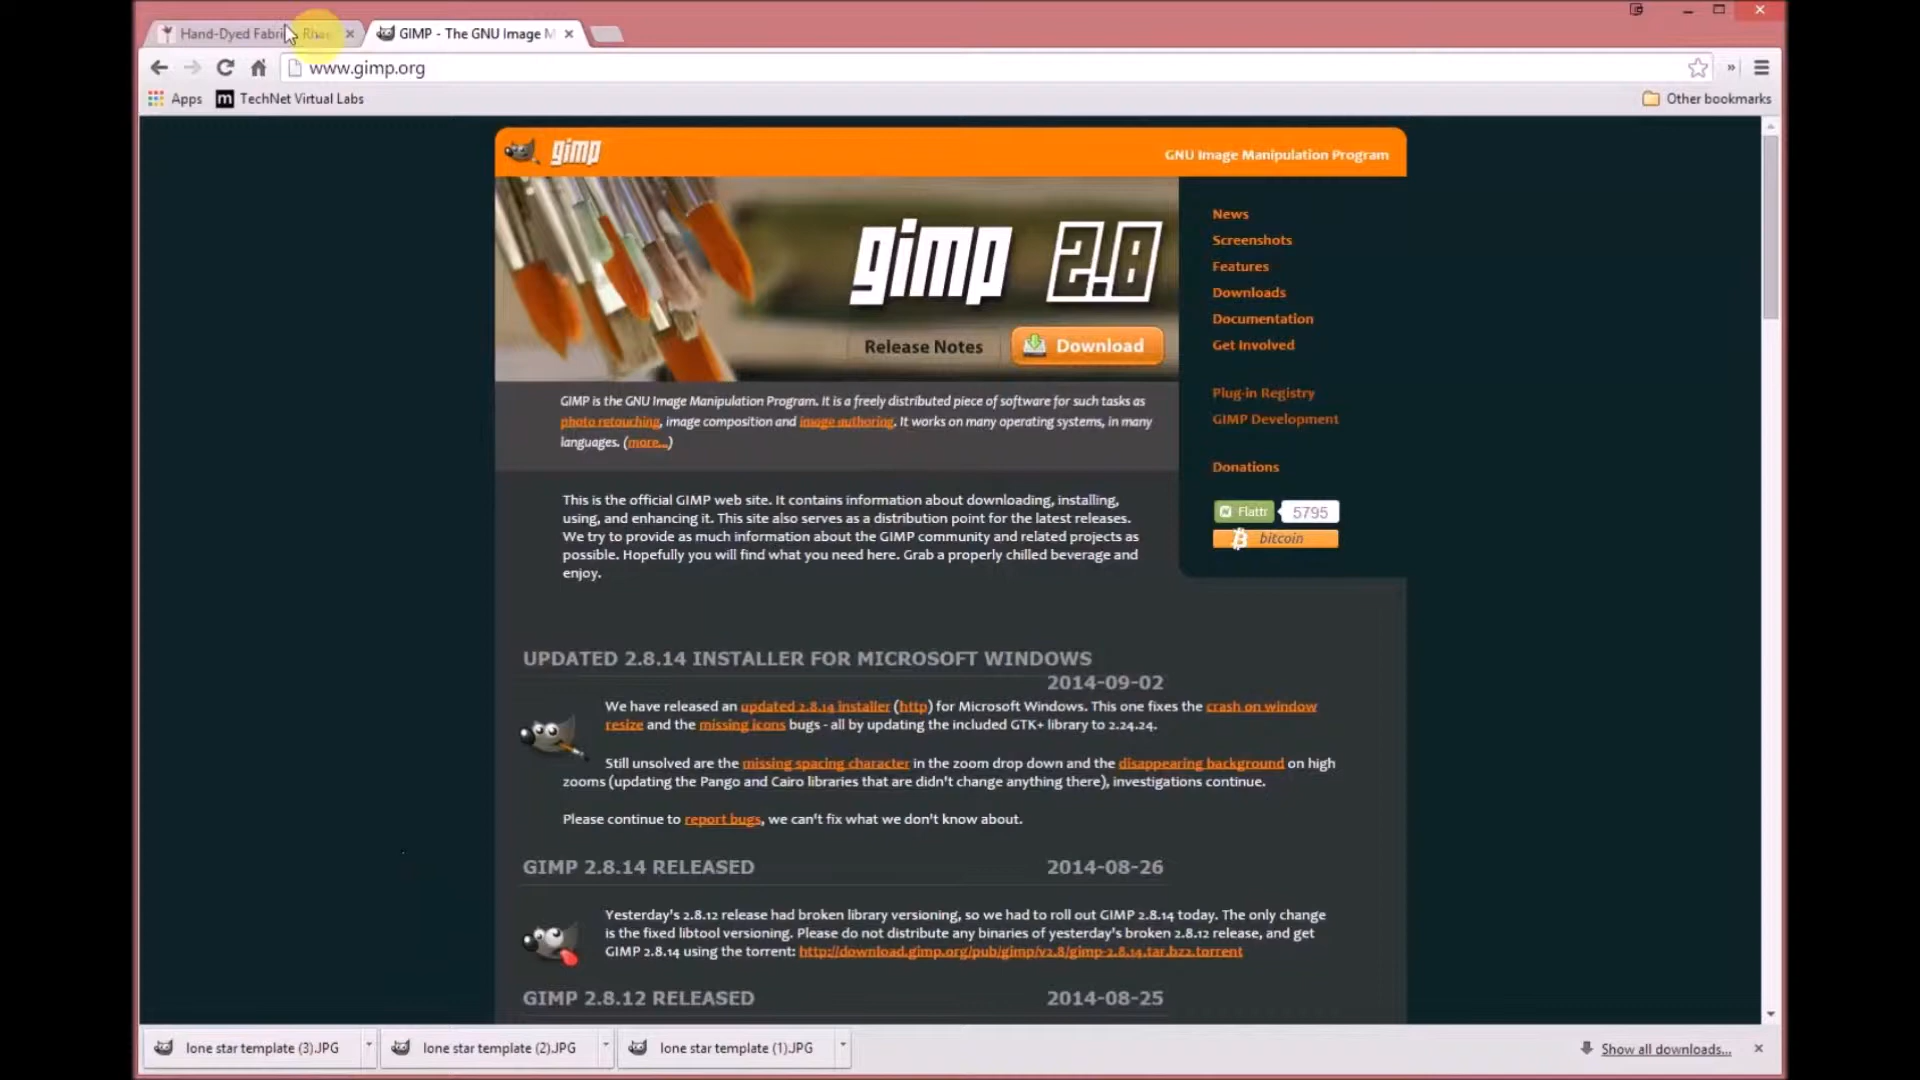 Hand-Dyed Fabri
GIMP - The GNU Image M
www.gimp.org
Apps
TechNet Virtual Labs
Other bookmarks
gimp
GNU Image Manipulation Program
gimp 2.8
Release Notes
Download
News
Screenshots
Features
Downloads
Documentation
Get Involved
Plug-in Registry
GIMP Development
Donations
Flattr 5795
bitcoin
GIMP is the GNU Image Manipulation Program. It is a freely distributed piece of software for such tasks as
photo retouching, image composition and image authoring. It works on many operating systems, in many
languages. (more...)
This is the official GIMP web site. It contains information about downloading, installing,
using, and enhancing it. This site also serves as a distribution point for the latest releases.
We try to provide as much information about the GIMP community and related projects as
possible. Hopefully you will find what you need here. Grab a properly chilled beverage and
enjoy.
UPDATED 2.8.14 INSTALLER FOR MICROSOFT WINDOWS
2014-09-02
We have released an updated 2.8.14 installer (http) for Microsoft Windows. This one fixes the crash on window
resize and the missing icons bugs - all by updating the included GTK+ library to 2.24.24.
Still unsolved are the missing spacing character in the zoom drop down and the disappearing background on high
zooms (updating the Pango and Cairo libraries that are didn't change anything there), investigations continue.
Please continue to report bugs, we can't fix what we don't know about.
GIMP 2.8.14 RELEASED 2014-08-26
Yesterday's 2.8.12 release had broken library versioning, so we had to roll out GIMP 2.8.14 today. The only change
is the fixed libtool versioning. Please do not distribute any binaries of yesterday's broken 2.8.12 release, and get
GIMP 2.8.14 using the torrent: http://download.gimp.org/pub/gimp/v2.8/gimp-2.8.14.tar.bz2.torrent
GIMP 2.8.12 RELEASED 2014-08-25
lone star template (3).JPG
lone star template (2).JPG
lone star template (1).JPG
Show all downloads...